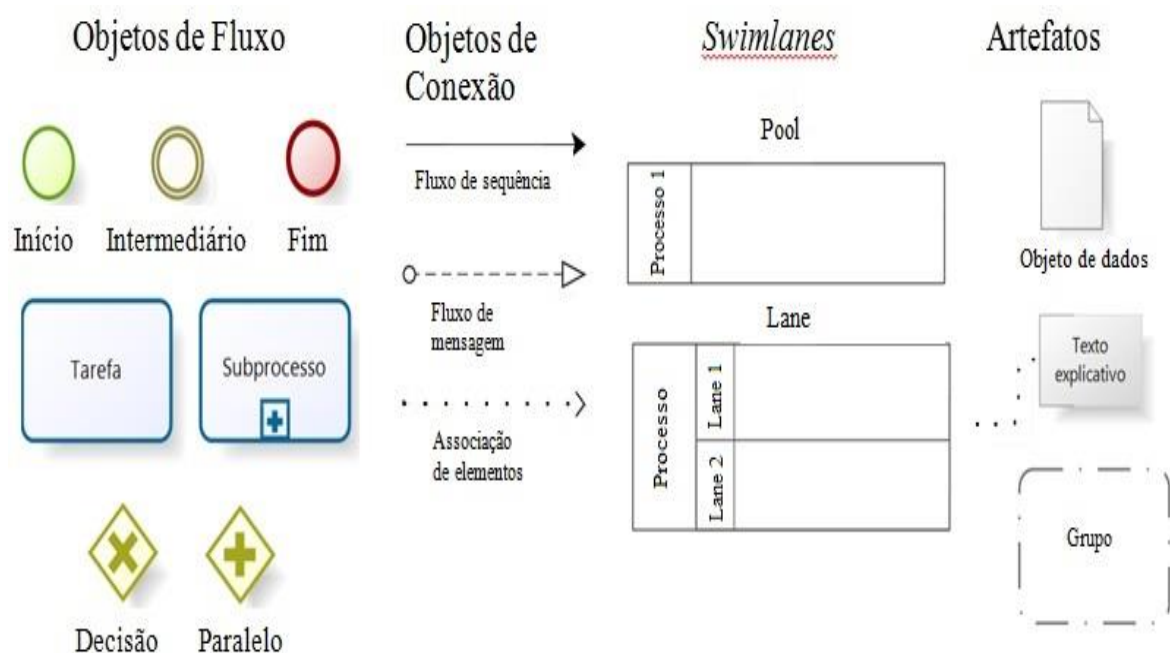 Objetos de Fluxo
Início
Intermediário
Fim
Tarefa
Subprocesso
Decisão
Paralelo
Objetos de
Conexão
Fluxo de sequência
Fluxo de
mensagem
Associação
de elementos
Swimlanes
Pool
Processo 1
Lane
Processo
Lane 1
Lane 2
Artefatos
Objeto de dados
Texto
explicativo
Grupo